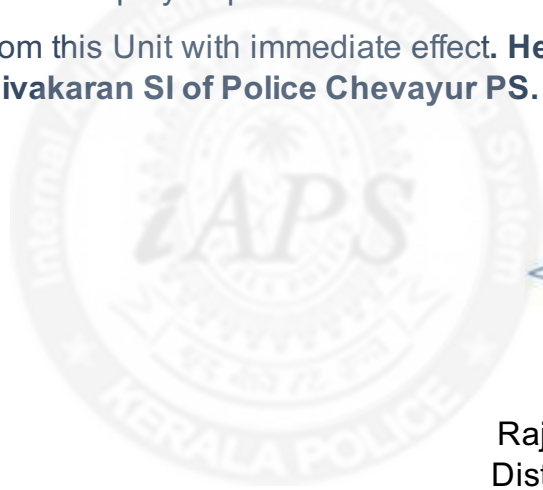 om this Unit with immediate effect. He
ivakaran SI of Police Chevayur PS.
Internal Processing System
iAPS
KERALA POLICE
Raj
Dist